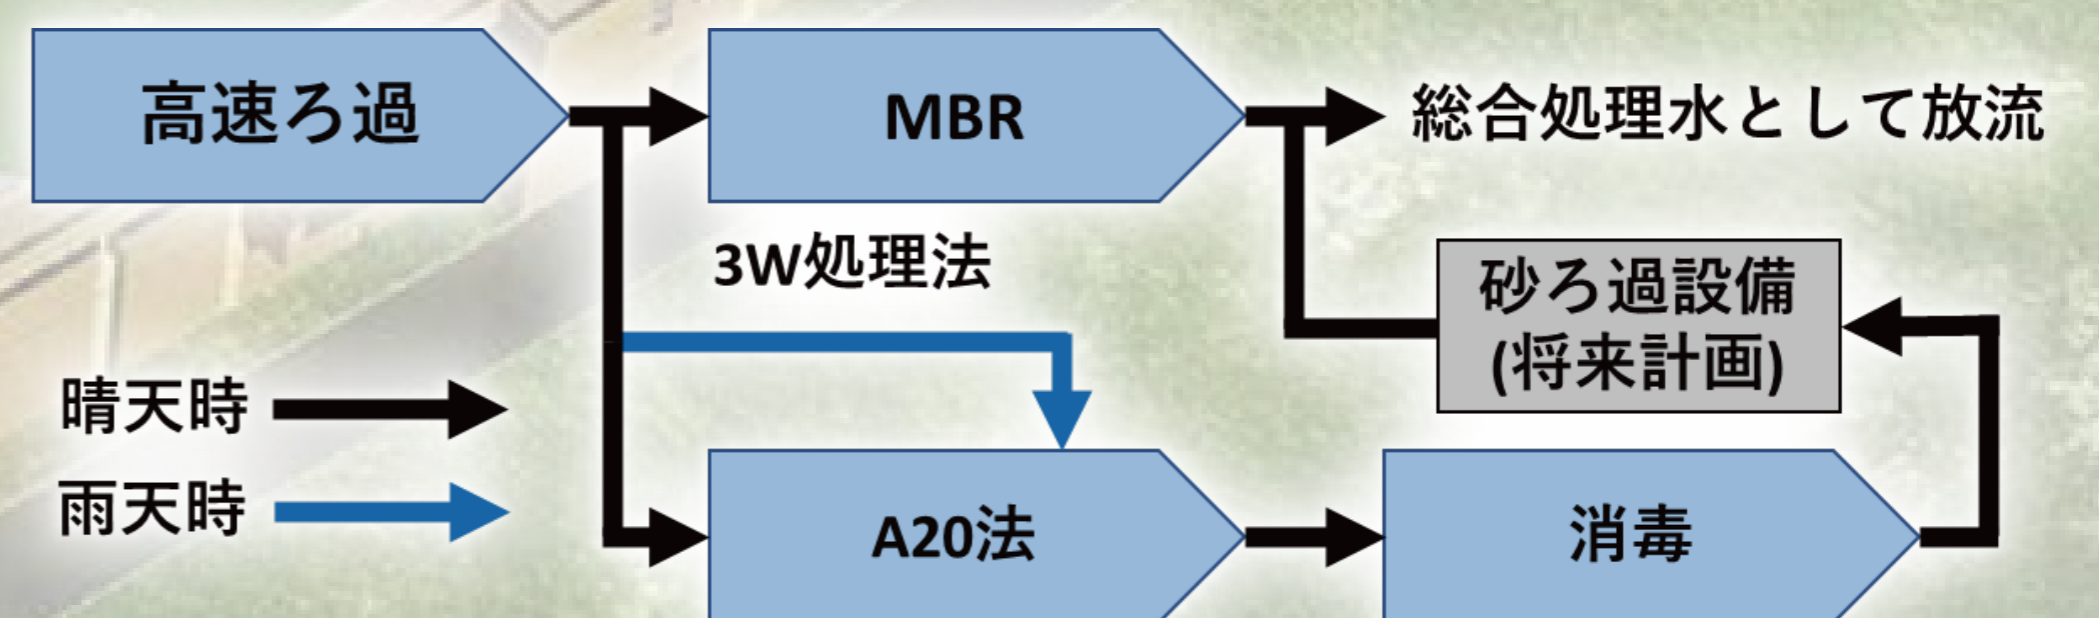 高速ろ過
MBR
総合処理水として放流
3W処理法
砂ろ過設備
(将来計画)
晴天時
雨天時
A20法
消毒